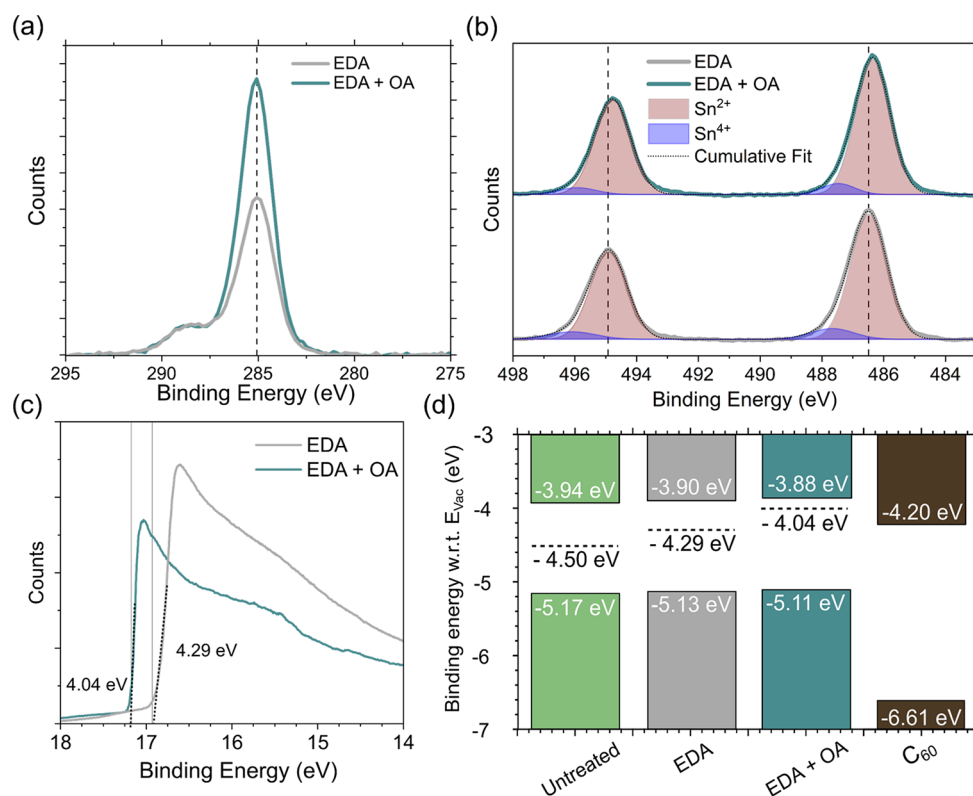 (a)
EDA
EDA + OA
Counts
295 290 285 280 275
Binding Energy (eV)
(b)
EDA
EDA + OA
Sn²⁺
Sn⁴⁺
Cumulative Fit
Counts
498 496 494 492 490 488 486 484
Binding Energy (eV)
(c)
EDA
EDA + OA
Counts
4.04 eV
4.29 eV
18 17 16 15 14
Binding Energy (eV)
(d)
Binding energy w.r.t. E_Vac (eV)
-3
-4
-5
-6
-7
-3.94 eV
-3.90 eV
-3.88 eV
-4.20 eV
- 4.50 eV
- 4.29 eV
- 4.04 eV
-5.17 eV
-5.13 eV
-5.11 eV
-6.61 eV
Untreated
EDA
EDA + OA
C₆₀